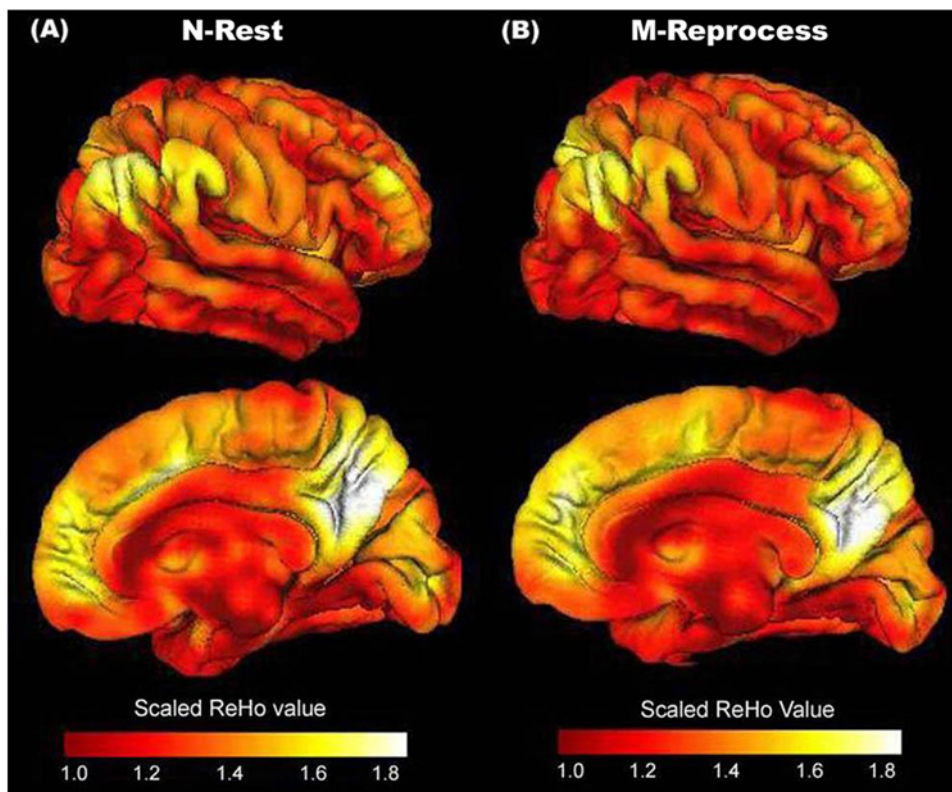 (A) N-Rest
(B) M-Reprocess
Scaled ReHo value
1.0 1.2 1.4 1.6 1.8
Scaled ReHo Value
1.0 1.2 1.4 1.6 1.8